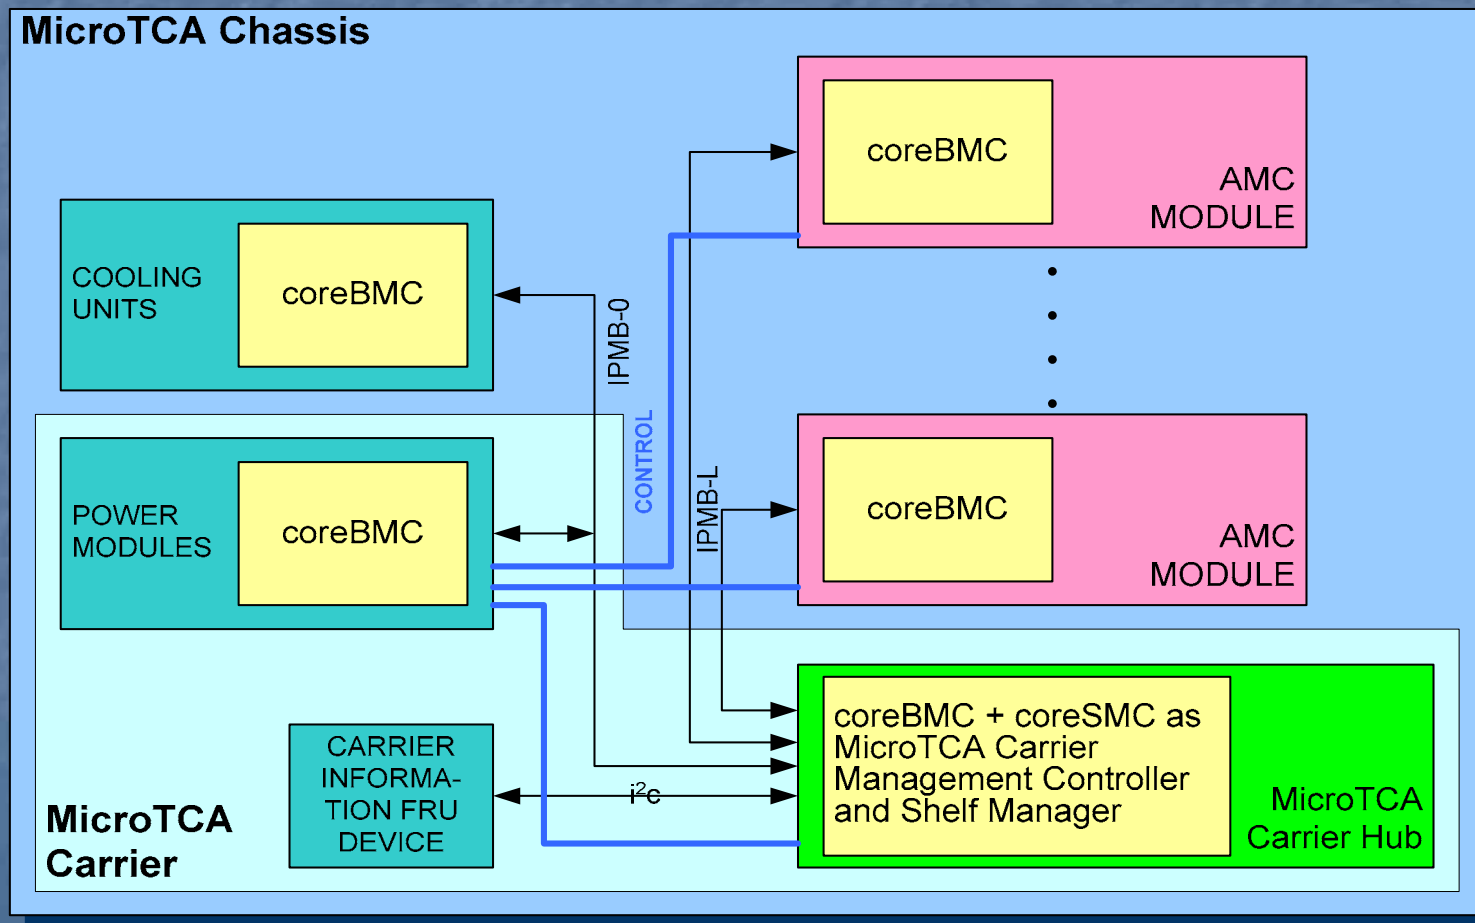 MicroTCA Chassis
coreBMC
AMC
MODULE
COOLING
UNITS
coreBMC
IPMB-0
CONTROL
IPMB-L
POWER
MODULES
coreBMC
coreBMC
AMC
MODULE
CARRIER
INFORMA-
TION FRU
DEVICE
i²c
coreBMC + coreSMC as
MicroTCA Carrier
Management Controller
and Shelf Manager
MicroTCA
Carrier Hub
MicroTCA
Carrier